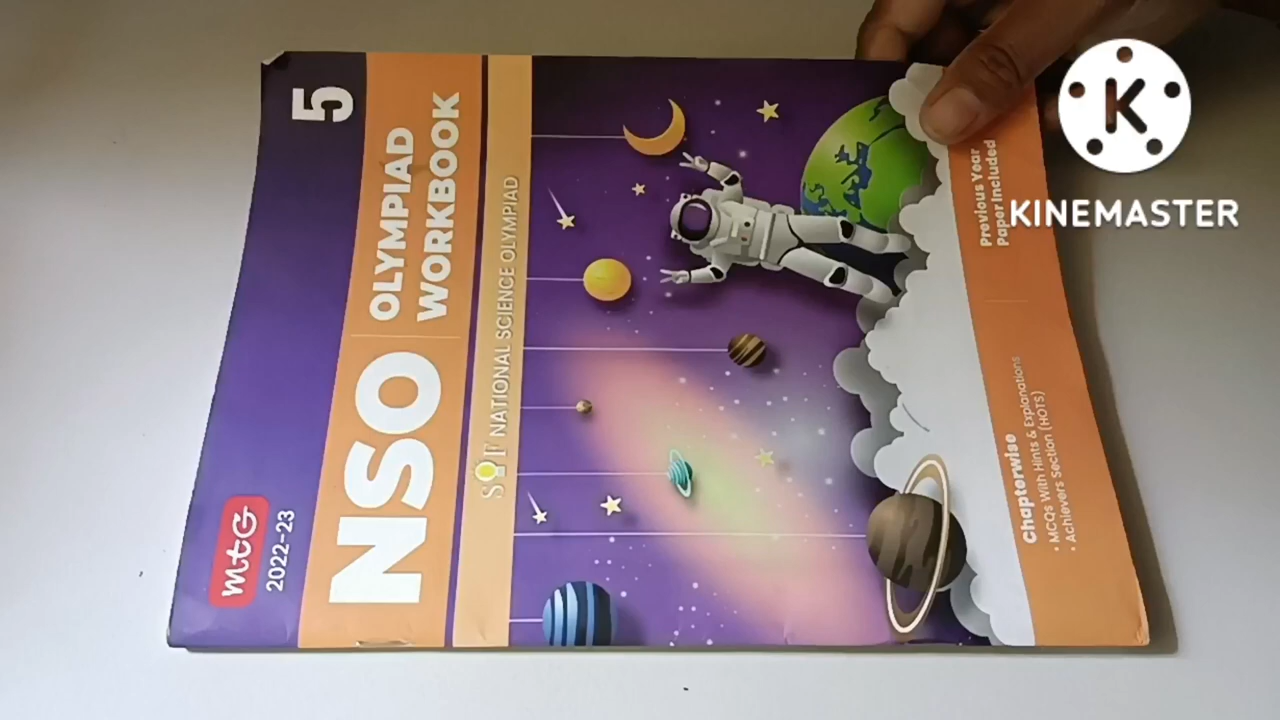 mtG
2022-23
5
NSO
OLYMPIAD
WORKBOOK
SOF NATIONAL SCIENCE OLYMPIAD
Chapterwise
• MCQs With Hints & Explanations
• Achievers Section (HOTS)
Previous Year
Paper Included
K
KINEMASTER